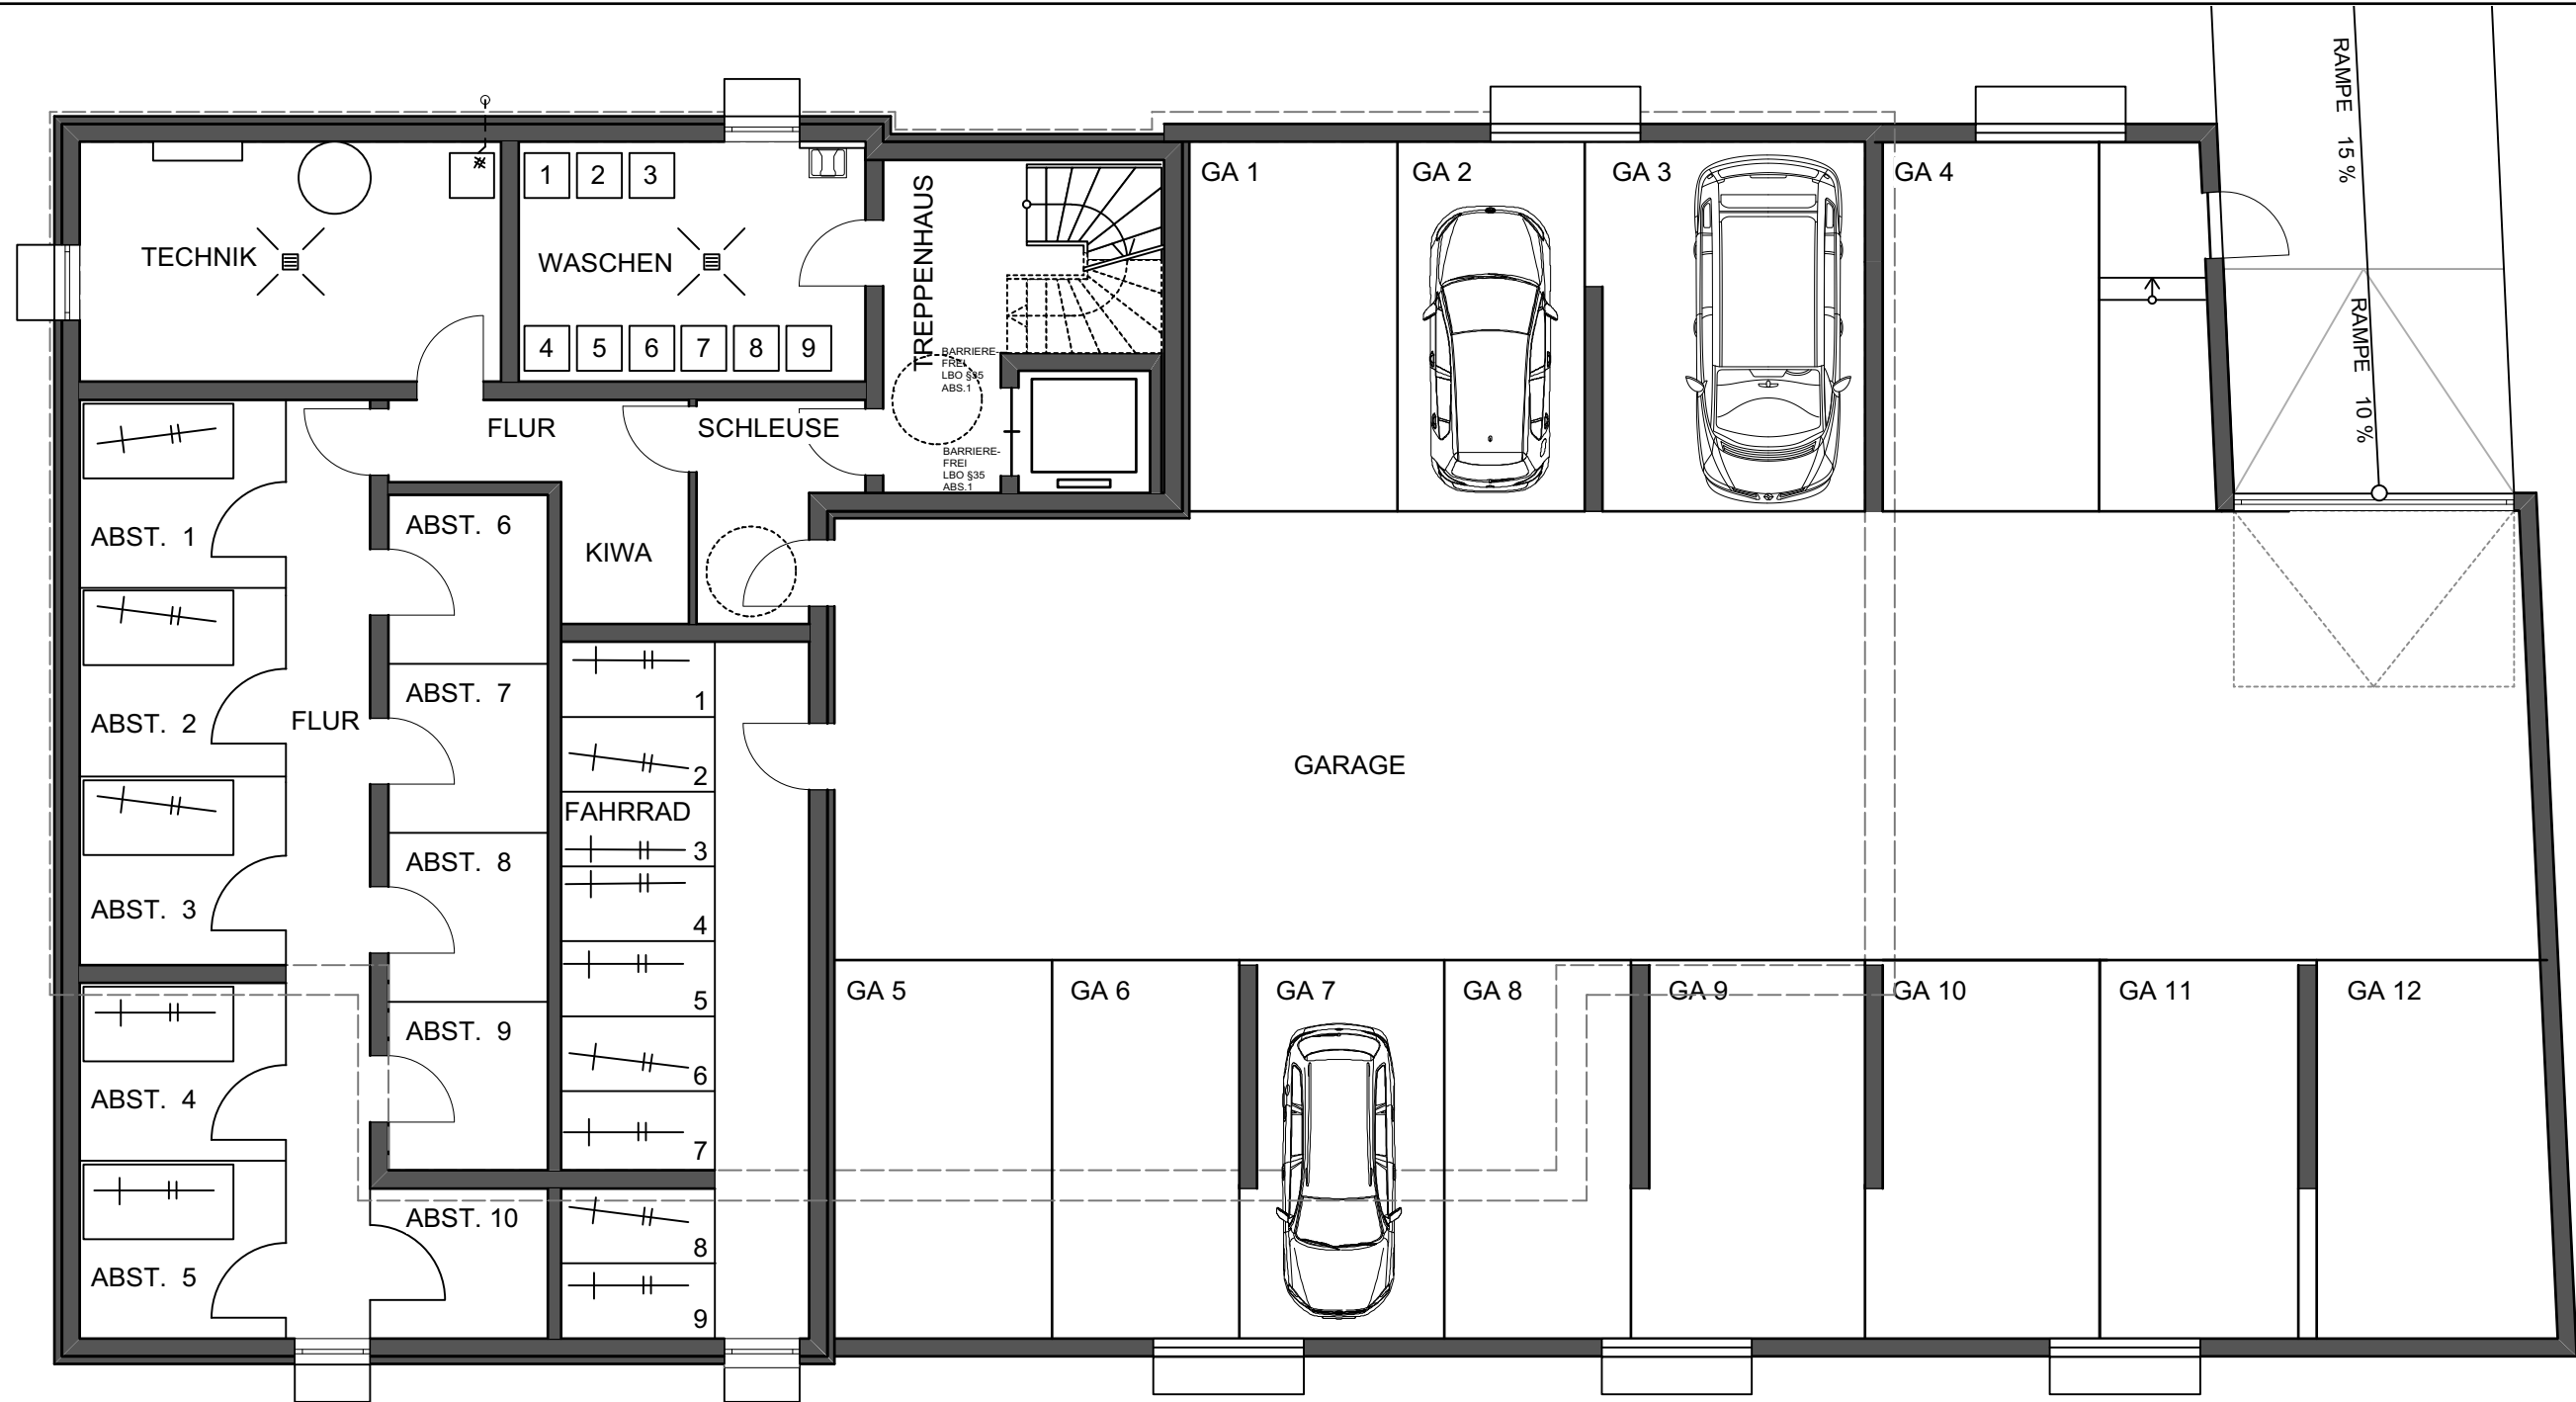 RAMPE 15 %
RAMPE 10 %
TECHNIK
1 2 3
WASCHEN
4 5 6 7 8 9
TREPPENHAUS
BARRIERE-
FREI
LBO §35
ABS.1
BARRIERE-
FREI
LBO §35
ABS.1
GA 1
GA 2
GA 3
GA 4
FLUR
SCHLEUSE
KIWA
ABST. 1
ABST. 2
ABST. 3
ABST. 4
ABST. 5
FLUR
ABST. 6
ABST. 7
ABST. 8
ABST. 9
ABST. 10
1
2
FAHRRAD
3
4
5
6
7
8
9
GARAGE
GA 5
GA 6
GA 7
GA 8
GA 9
GA 10
GA 11
GA 12